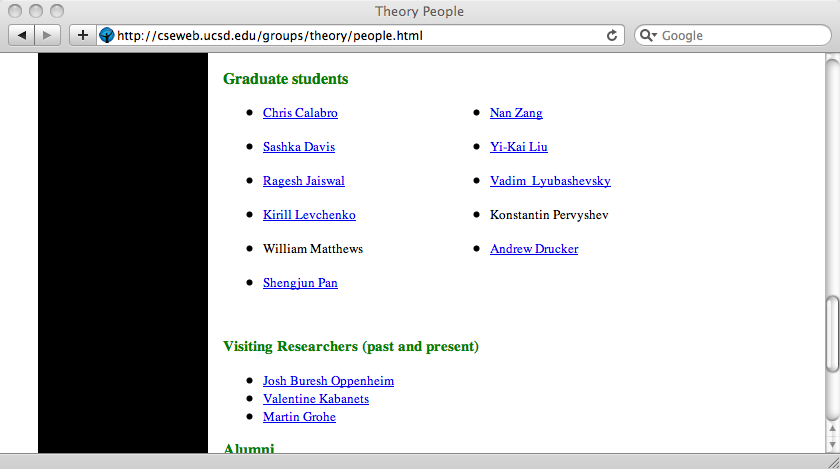 Theory People
http://cseweb.ucsd.edu/groups/theory/people.html
Google
Graduate students
Chris Calabro
Nan Zang
Sashka Davis
Yi-Kai Liu
Ragesh Jaiswal
Vadim Lyubashevsky
Kirill Levchenko
Konstantin Pervyshev
William Matthews
Andrew Drucker
Shengjun Pan
Visiting Researchers (past and present)
Josh Buresh Oppenheim
Valentine Kabanets
Martin Grohe
Alumni